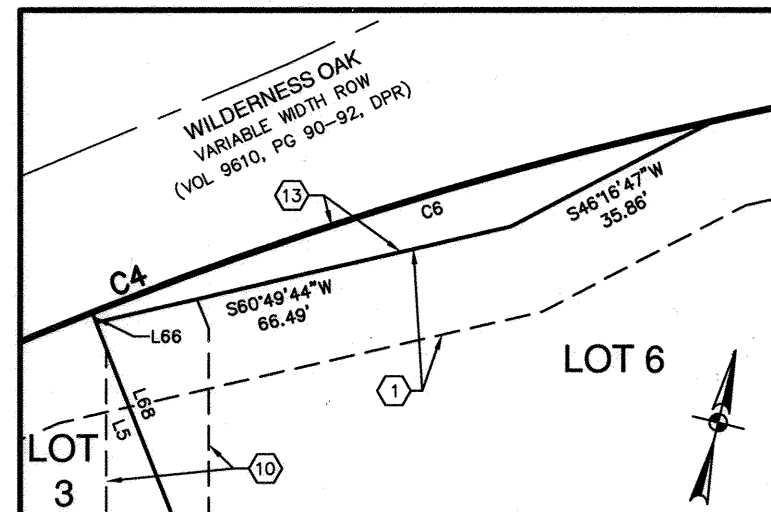 WILDERNESS OAK
VARIABLE WIDTH ROW
(VOL 9610, PG 90-92, DPR)
13
C6
S46°16'47"W
35.86'
C4
S60°49'44"W
66.49'
L66
LOT 6
1
L68
L5
LOT
3
10